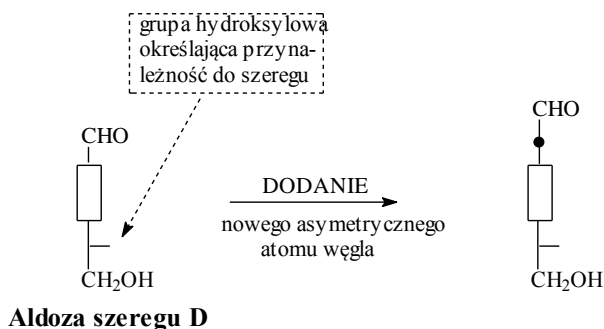 grupa hydroksylowa
określająca przyna-
leżność do szeregu
CHO
CH₂OH
Aldoza szeregu D
DODANIE
nowego asymetrycznego
atomu węgla
CHO
CH₂OH